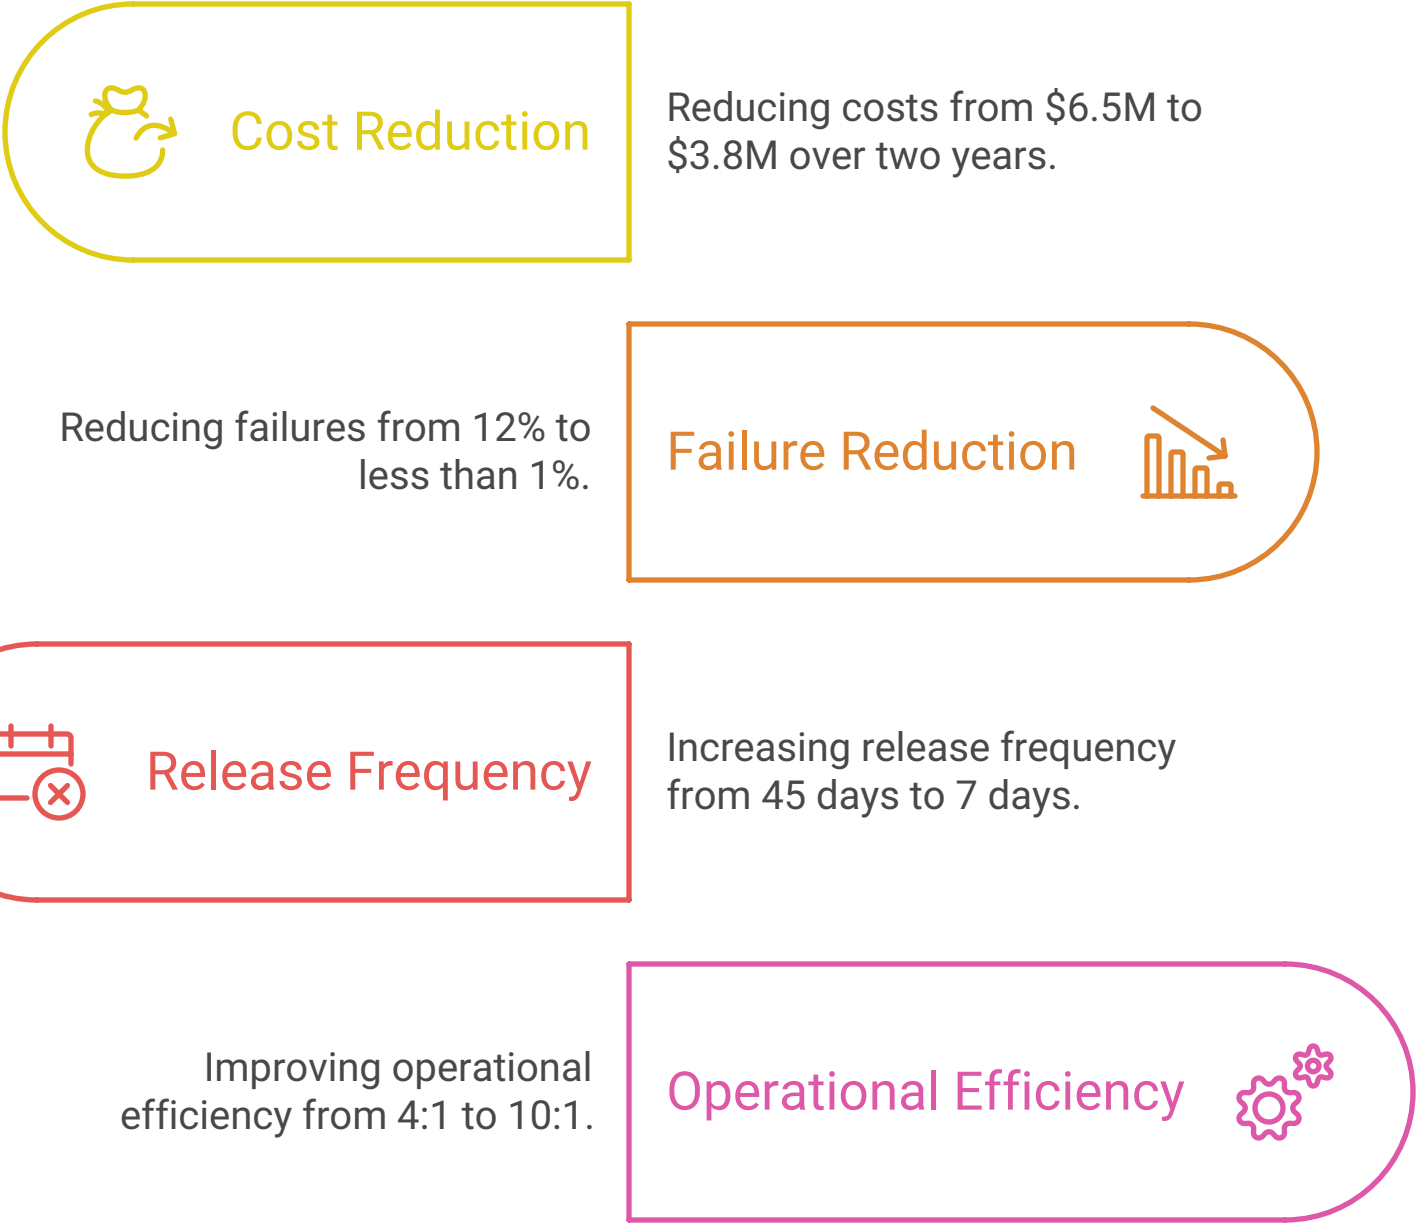 Cost Reduction
Reducing costs from $6.5M to
$3.8M over two years.
Reducing failures from 12% to
less than 1%.
Failure Reduction
Release Frequency
Increasing release frequency
from 45 days to 7 days.
Improving operational
efficiency from 4:1 to 10:1.
Operational Efficiency